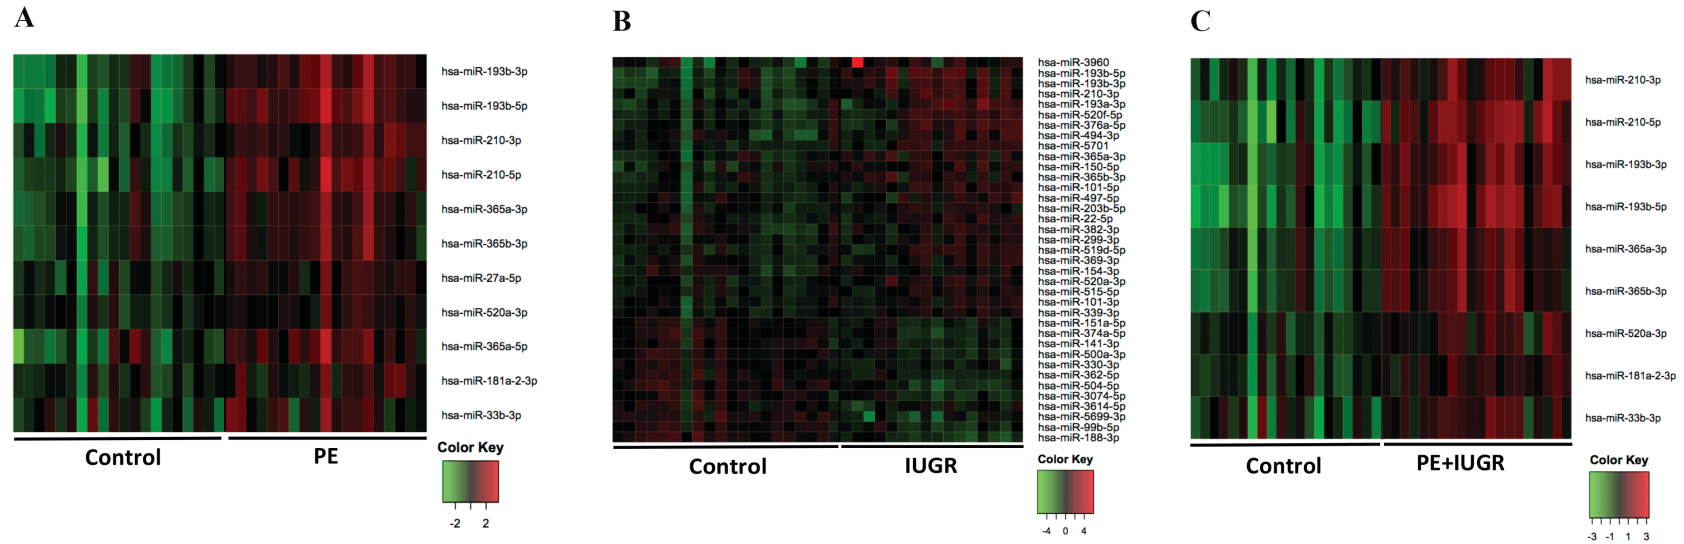 A
hsa-miR-193b-3p
hsa-miR-193b-5p
hsa-miR-210-3p
hsa-miR-210-5p
hsa-miR-365a-3p
hsa-miR-365b-3p
hsa-miR-27a-5p
hsa-miR-520a-3p
hsa-miR-365a-5p
hsa-miR-181a-2-3p
hsa-miR-33b-3p
Control
PE
Color Key
-2 2
B
hsa-miR-3960
hsa-miR-193b-5p
hsa-miR-193b-3p
hsa-miR-210-3p
hsa-miR-193a-3p
hsa-miR-520f-5p
hsa-miR-376a-5p
hsa-miR-494-3p
hsa-miR-5701
hsa-miR-365a-3p
hsa-miR-150-5p
hsa-miR-365b-3p
hsa-miR-101-5p
hsa-miR-497-5p
hsa-miR-203b-5p
hsa-miR-22-5p
hsa-miR-382-3p
hsa-miR-299-3p
hsa-miR-519d-5p
hsa-miR-369-3p
hsa-miR-154-3p
hsa-miR-520a-3p
hsa-miR-515-5p
hsa-miR-101-3p
hsa-miR-339-3p
hsa-miR-151a-5p
hsa-miR-374a-5p
hsa-miR-141-3p
hsa-miR-500a-3p
hsa-miR-330-3p
hsa-miR-362-5p
hsa-miR-504-5p
hsa-miR-3074-5p
hsa-miR-3614-5p
hsa-miR-5699-3p
hsa-miR-99b-5p
hsa-miR-188-3p
Control
IUGR
Color Key
-4 0 4
C
hsa-miR-210-3p
hsa-miR-210-5p
hsa-miR-193b-3p
hsa-miR-193b-5p
hsa-miR-365a-3p
hsa-miR-365b-3p
hsa-miR-520a-3p
hsa-miR-181a-2-3p
hsa-miR-33b-3p
Control
PE+IUGR
Color Key
-3 -1 1 3